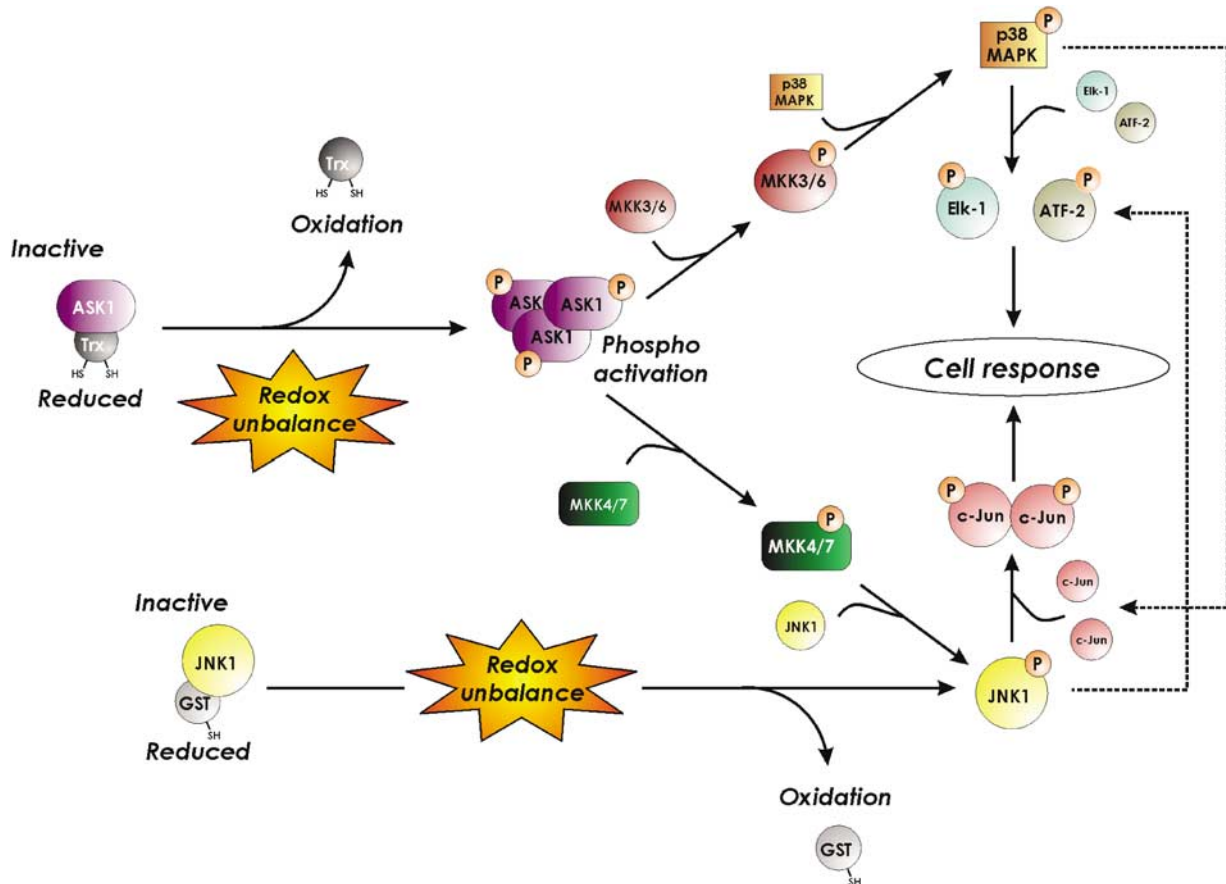 P
p38
MAPK
p38
MAPK
Elk-1
ATF-2
Trx
HS SH
Oxidation
P
MKK3/6
MKK3/6
P
Elk-1
P
ATF-2
Inactive
ASK1
Trx
HS SH
Reduced
P
ASK
ASK1
P
ASK1
P
Phospho
activation
Redox
unbalance
Cell response
MKK4/7
P
MKK4/7
P
c-Jun
P
c-Jun
c-Jun
c-Jun
Inactive
JNK1
GST
SH
Reduced
Redox
unbalance
JNK1
P
JNK1
Oxidation
GST
SH